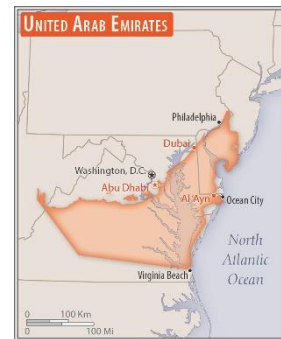 UNITED ARAB EMIRATES
Philadelphia
Dubai
Washington, D.C.
Abu Dhabi
Al Ayn
Ocean City
North
Atlantic
Ocean
Virginia Beach
0 100 Km
0 100 Mi